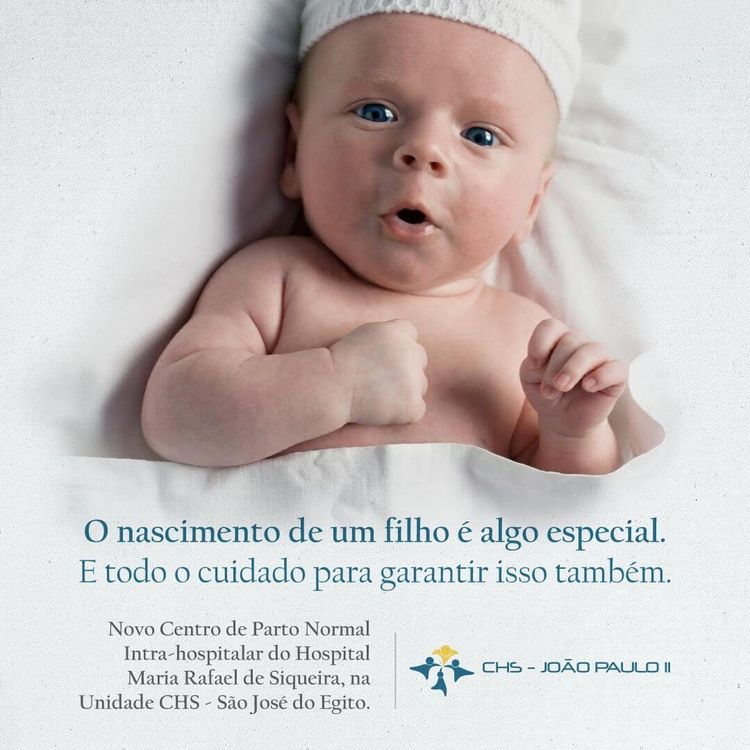 O nascimento de um filho é algo especial.
E todo o cuidado para garantir isso também.
Novo Centro de Parto Normal
Intra-hospitalar do Hospital
Maria Rafael de Siqueira, na
Unidade CHS - São José do Egito.
CHS - JOÃO PAULO II